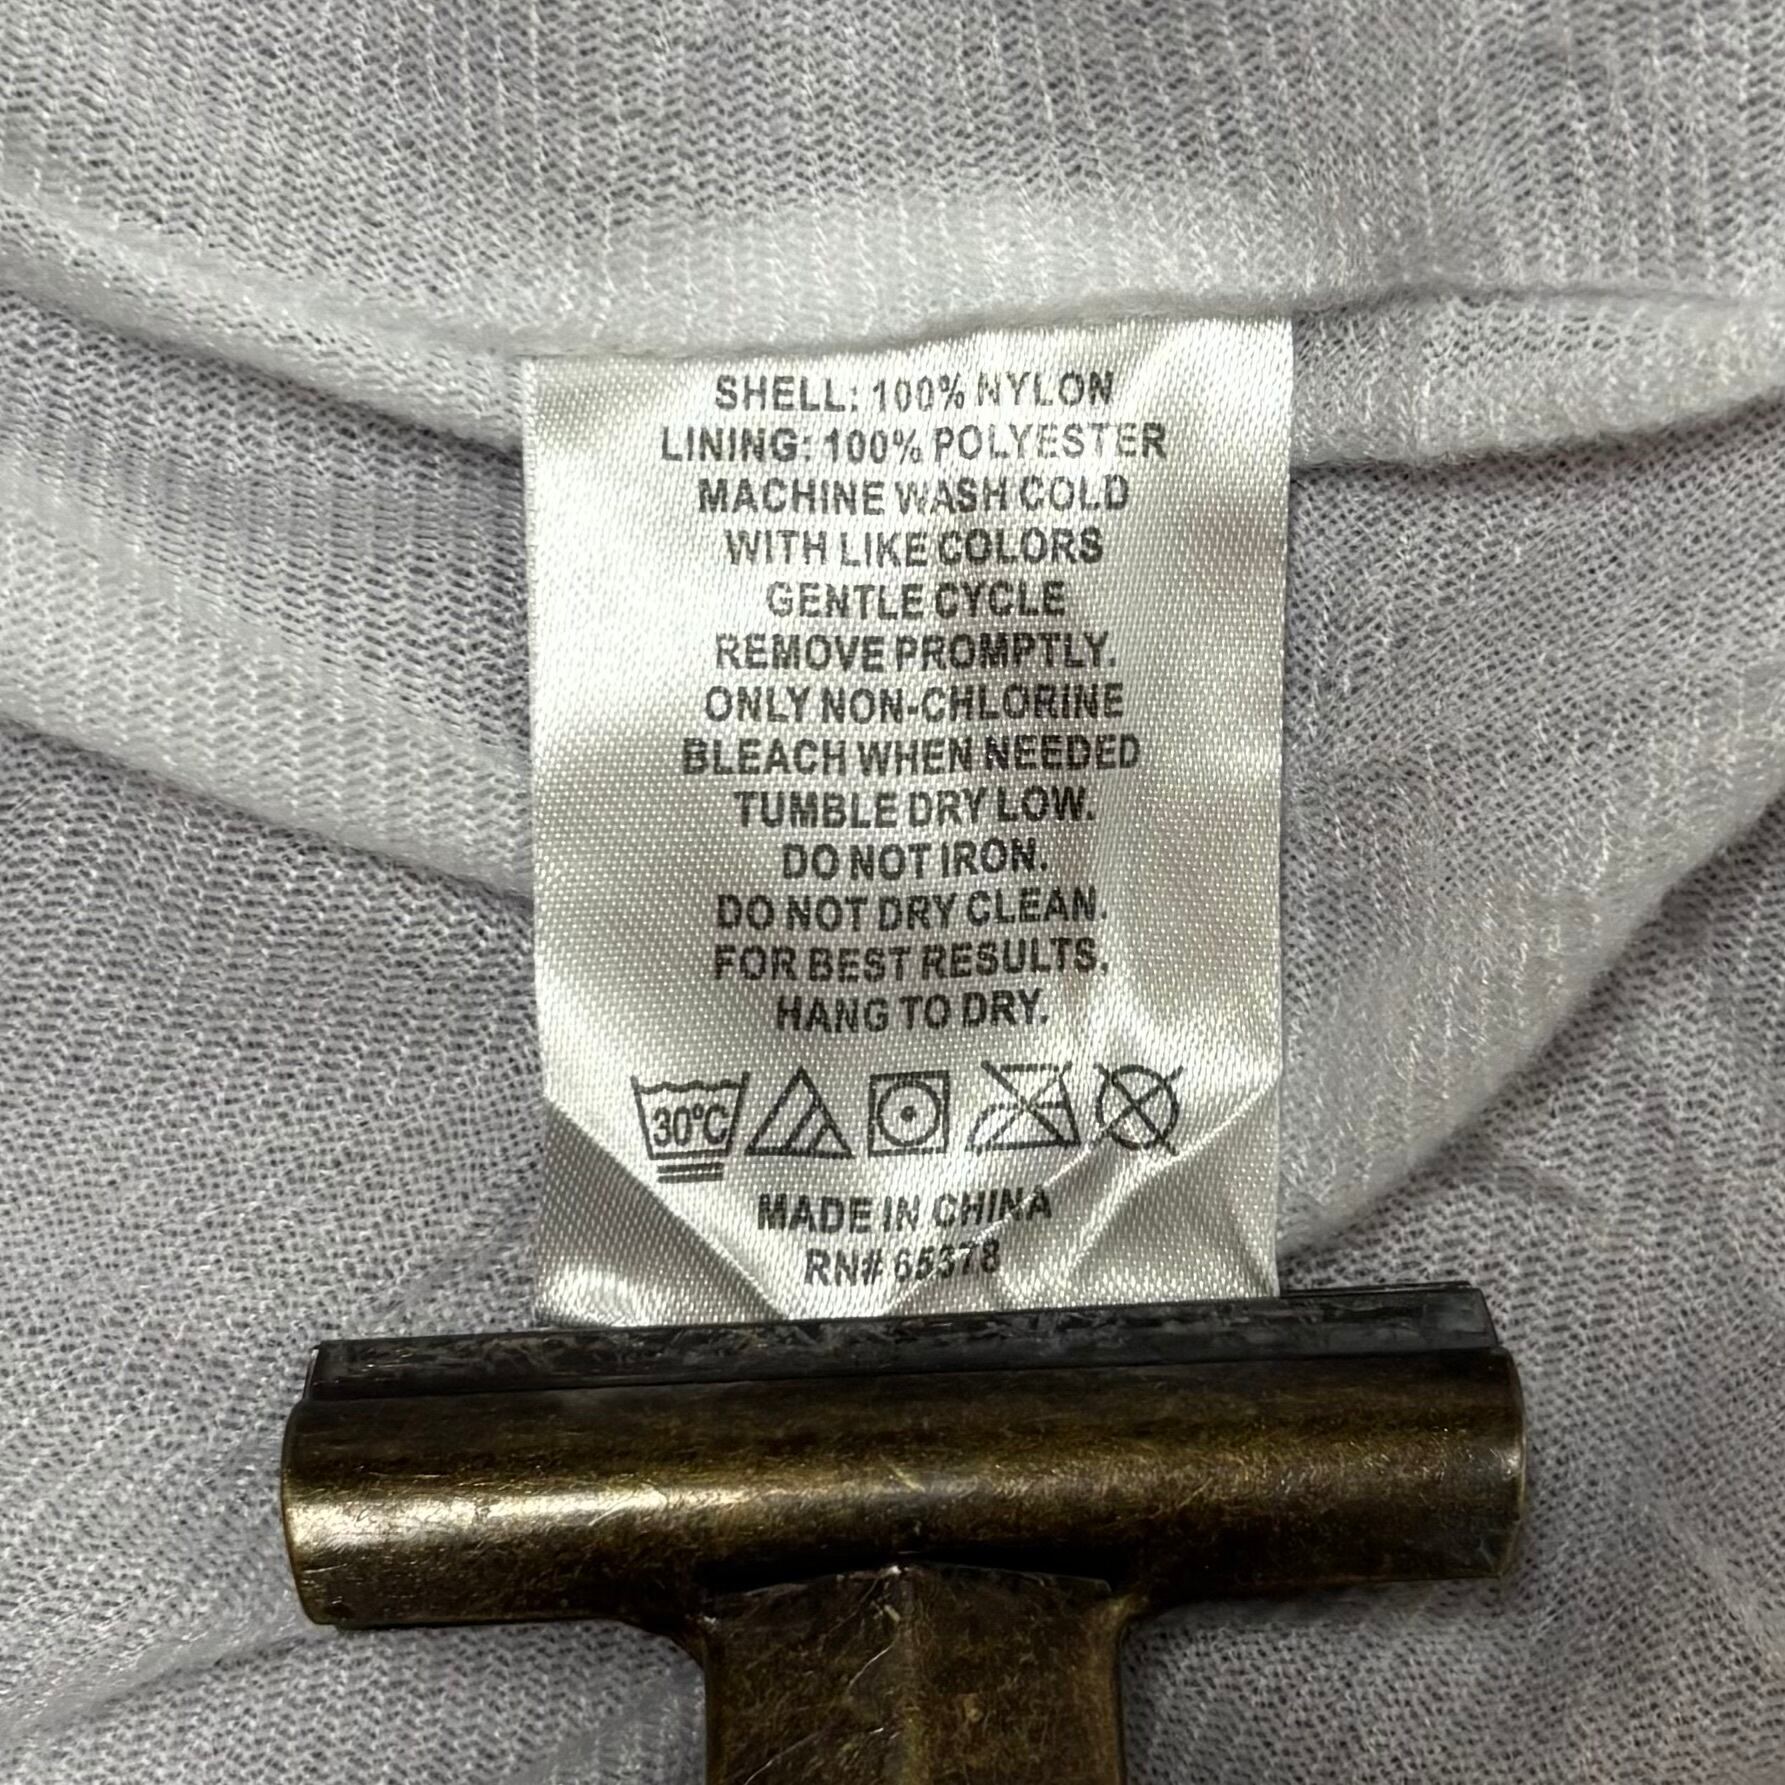 SHELL: 100% NYLON
LINING: 100% POLYESTER
MACHINE WASH COLD
WITH LIKE COLORS
GENTLE CYCLE
REMOVE PROMPTLY.
ONLY NON-CHLORINE
BLEACH WHEN NEEDED
TUMBLE DRY LOW.
DO NOT IRON.
DO NOT DRY CLEAN.
FOR BEST RESULTS,
HANG TO DRY.
30°C
MADE IN CHINA
RN# 65378